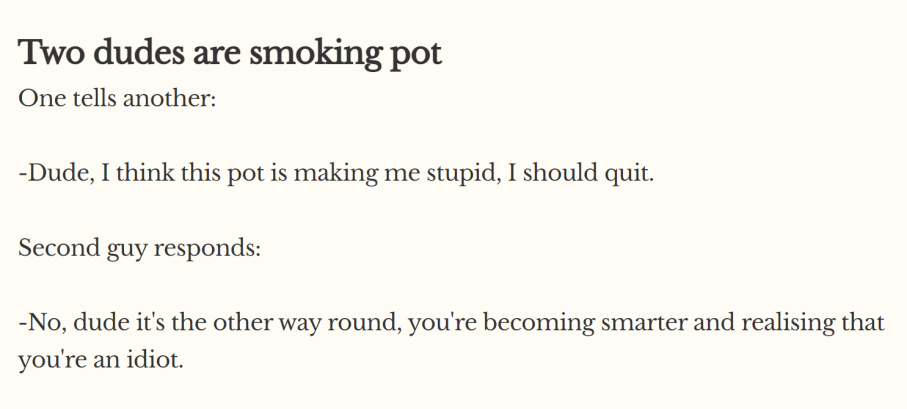 Two dudes are smoking pot
One tells another:
-Dude, I think this pot is making me stupid, I should quit.
Second guy responds:
-No, dude it's the other way round, you're becoming smarter and realising that
you're an idiot.